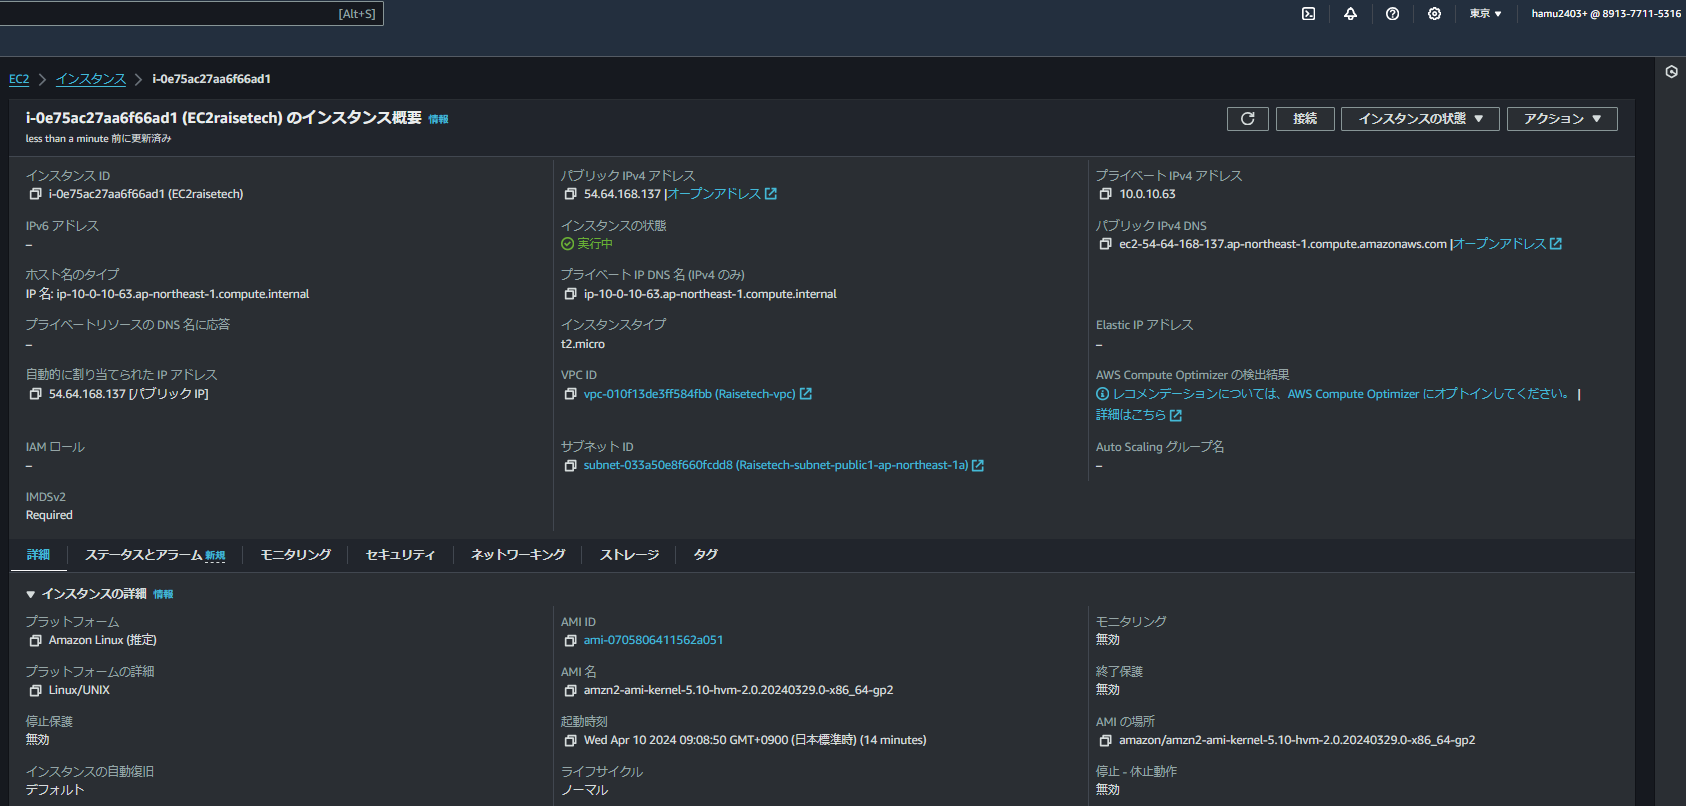 [Alt+S]
東京 ▼
hamu2403+ @ 8913-7711-5316
EC2 > インスタンス > i-0e75ac27aa6f66ad1
i-0e75ac27aa6f66ad1 (EC2raisetech) のインスタンス概要 情報
less than a minute 前に更新済み
接続
インスタンスの状態 ▼
アクション ▼
インスタンス ID
i-0e75ac27aa6f66ad1 (EC2raisetech)
パブリック IPv4 アドレス
54.64.168.137 |オープンアドレス
プライベート IPv4 アドレス
10.0.10.63
IPv6 アドレス
–
インスタンスの状態
実行中
パブリック IPv4 DNS
ec2-54-64-168-137.ap-northeast-1.compute.amazonaws.com |オープンアドレス
ホスト名のタイプ
IP 名: ip-10-0-10-63.ap-northeast-1.compute.internal
プライベート IP DNS 名 (IPv4 のみ)
ip-10-0-10-63.ap-northeast-1.compute.internal
プライベートリソースの DNS 名に応答
–
インスタンスタイプ
t2.micro
Elastic IP アドレス
–
自動的に割り当てられた IP アドレス
54.64.168.137 [パブリック IP]
VPC ID
vpc-010f13de3ff584fbb (Raisetech-vpc)
AWS Compute Optimizer の検出結果
レコメンデーションについては、AWS Compute Optimizer にオプトインしてください。 |
詳細はこちら
IAM ロール
–
サブネット ID
subnet-033a50e8f660fcdd8 (Raisetech-subnet-public1-ap-northeast-1a)
Auto Scaling グループ名
–
IMDSv2
Required
詳細
ステータスとアラーム 新規
モニタリング
セキュリティ
ネットワーキング
ストレージ
タグ
▼ インスタンスの詳細 情報
プラットフォーム
Amazon Linux (推定)
AMI ID
ami-0705806411562a051
モニタリング
無効
プラットフォームの詳細
Linux/UNIX
AMI 名
amzn2-ami-kernel-5.10-hvm-2.0.20240329.0-x86_64-gp2
終了保護
無効
停止保護
無効
起動時刻
Wed Apr 10 2024 09:08:50 GMT+0900 (日本標準時) (14 minutes)
AMI の場所
amazon/amzn2-ami-kernel-5.10-hvm-2.0.20240329.0-x86_64-gp2
インスタンスの自動復旧
デフォルト
ライフサイクル
ノーマル
停止 - 休止動作
無効